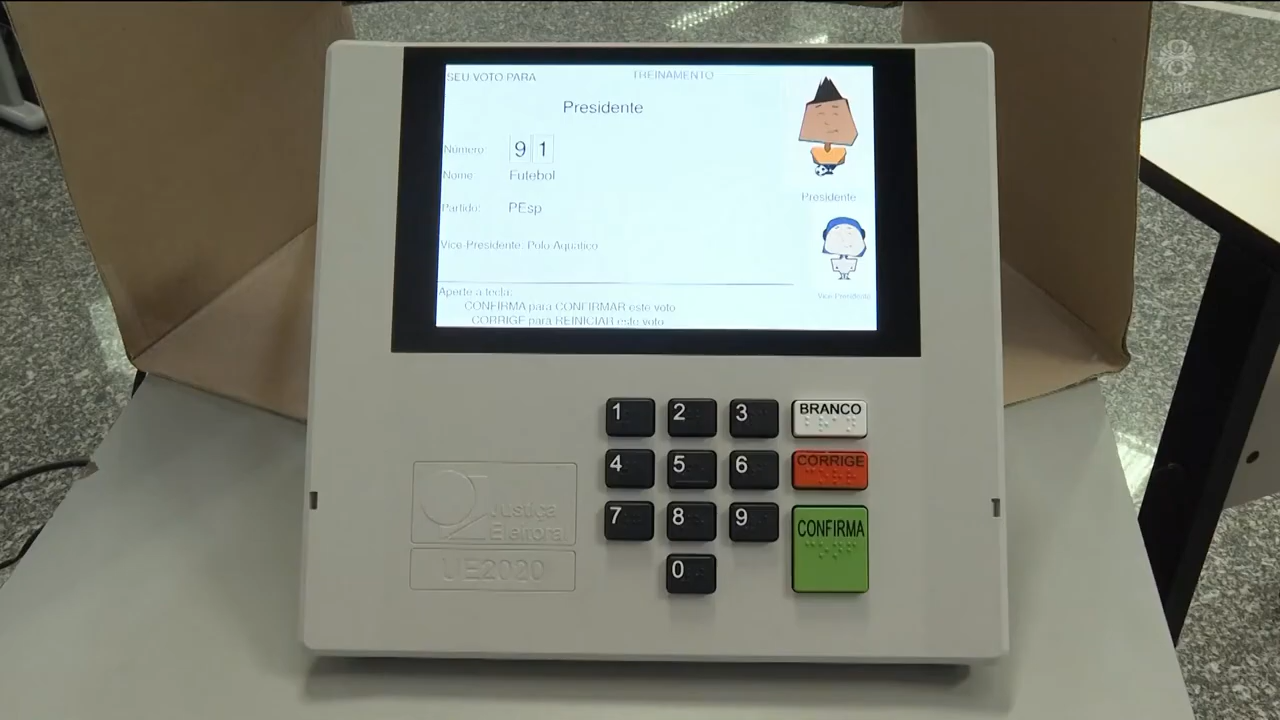 SEU VOTO PARA
TREINAMENTO
Presidente
Número: 9 1
Nome: Futebol
Partido: PEsp
Vice-Presidente: Polo Aquático
Presidente
Vice-Presidente
Aperte a tecla:
CONFIRMA para CONFIRMAR este voto
CORRIGE para REINICIAR este voto
1 2 3 BRANCO
4 5 6 CORRIGE
7 8 9 CONFIRMA
0
Justiça
Eleitoral
UE2020